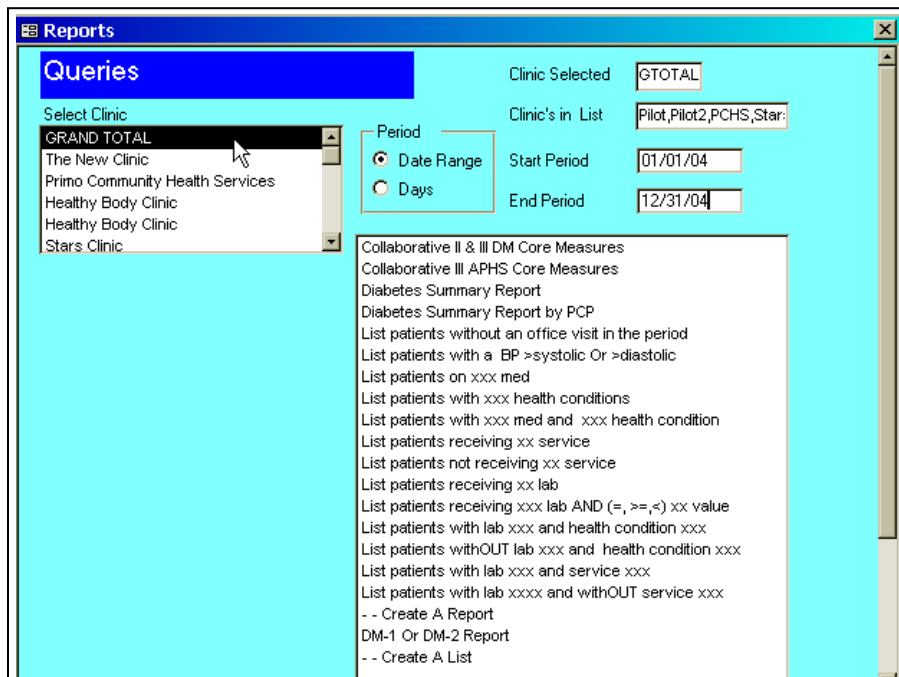 Reports
Queries
Clinic Selected GTOTAL
Select Clinic
Clinic's in List Pilot,Pilot2,PCHS,Star
GRAND TOTAL
The New Clinic
Primo Community Health Services
Healthy Body Clinic
Healthy Body Clinic
Stars Clinic
Period
Date Range
Days
Start Period 01/01/04
End Period 12/31/04
Collaborative II & III DM Core Measures
Collaborative III APHS Core Measures
Diabetes Summary Report
Diabetes Summary Report by PCP
List patients without an office visit in the period
List patients with a BP >systolic Or >diastolic
List patients on xxx med
List patients with xxx health conditions
List patients with xxx med and xxx health condition
List patients receiving xx service
List patients not receiving xx service
List patients receiving xx lab
List patients receiving xxx lab AND (=, >=,<) xx value
List patients with lab xxx and health condition xxx
List patients withOUT lab xxx and health condition xxx
List patients with lab xxx and service xxx
List patients with lab xxxx and withOUT service xxx
- - Create A Report
DM-1 Or DM-2 Report
- - Create A List